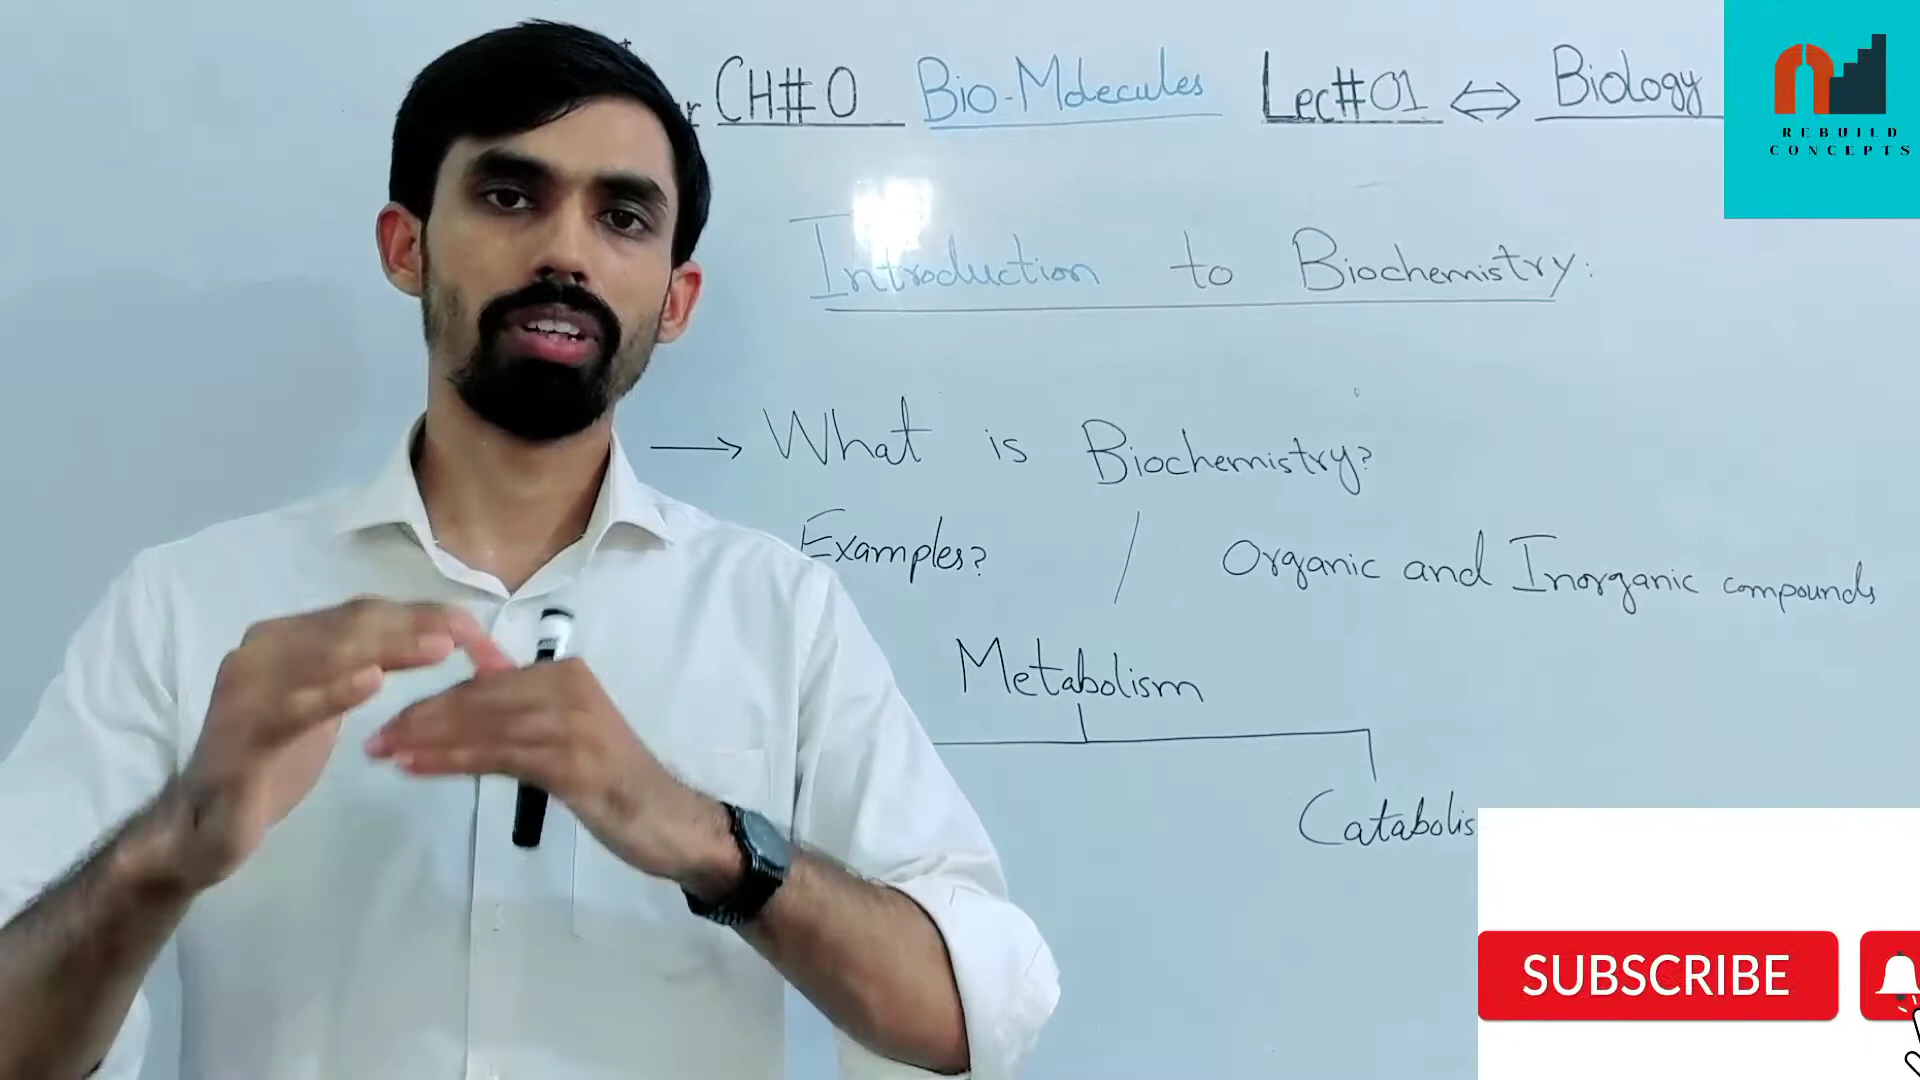 CH#0 Bio-Molecules Lec#01 ⇔ Biology
REBUILD
CONCEPTS
Introduction to Biochemistry:
→ What is Biochemistry?
Examples? / Organic and Inorganic compounds
Metabolism
Catabolis
SUBSCRIBE